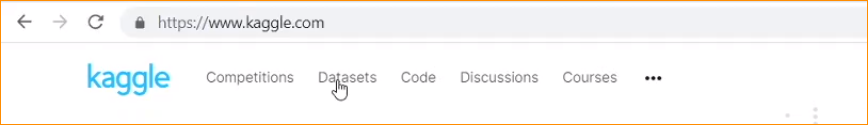 https://www.kaggle.com
kaggle Competitions Datasets Code Discussions Courses •••